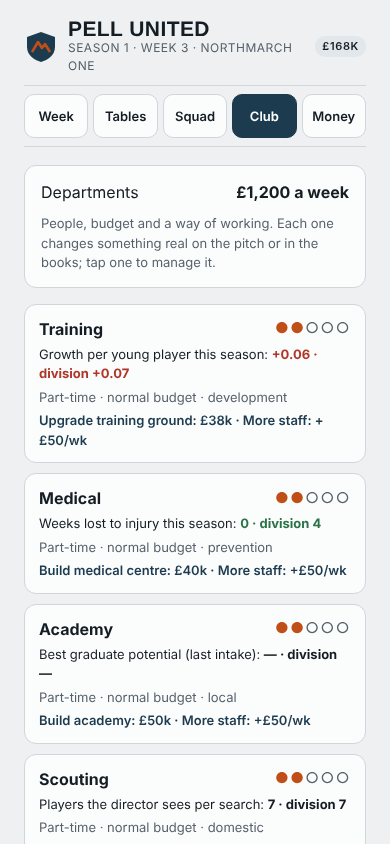 PELL UNITED
SEASON 1 · WEEK 3 · NORTHMARCH
ONE
£168K
Week
Tables
Squad
Club
Money
Departments
£1,200 a week
People, budget and a way of working. Each one
changes something real on the pitch or in the
books; tap one to manage it.
Training
Growth per young player this season: +0.06 ·
division +0.07
Part-time · normal budget · development
Upgrade training ground: £38k · More staff: +
£50/wk
Medical
Weeks lost to injury this season: 0 · division 4
Part-time · normal budget · prevention
Build medical centre: £40k · More staff: +£50/wk
Academy
Best graduate potential (last intake): — · division
—
Part-time · normal budget · local
Build academy: £50k · More staff: +£50/wk
Scouting
Players the director sees per search: 7 · division 7
Part-time · normal budget · domestic